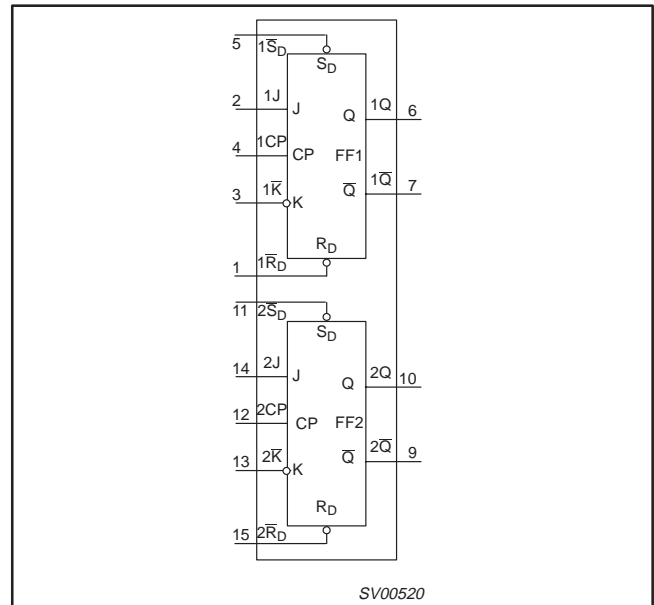 5 1S̅D
SD
2 1J J Q 1Q 6
4 1CP CP FF1
3 1K̅ K Q̅ 1Q̅ 7
RD
1 1R̅D
11 2S̅D
SD
14 2J J Q 2Q 10
12 2CP CP FF2
13 2K̅ K Q̅ 2Q̅ 9
RD
15 2R̅D
SV00520